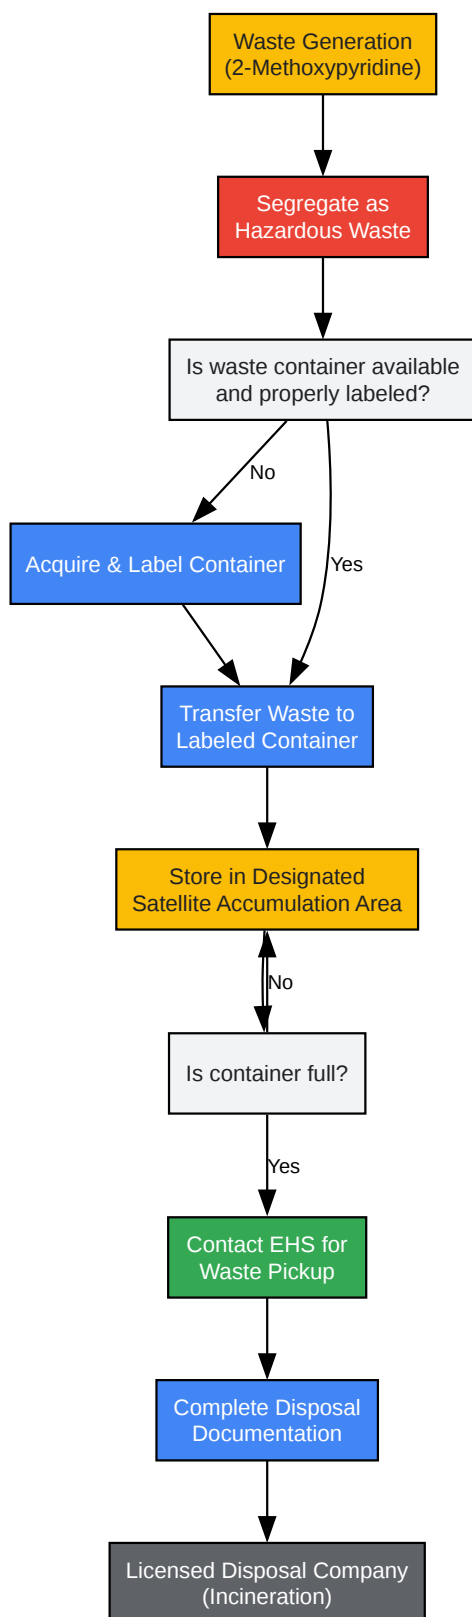 Waste Generation
(2-Methoxypyridine)
Segregate as
Hazardous Waste
Is waste container available
and properly labeled?
No
Acquire & Label Container
Yes
Transfer Waste to
Labeled Container
Store in Designated
Satellite Accumulation Area
No
Is container full?
Yes
Contact EHS for
Waste Pickup
Complete Disposal
Documentation
Licensed Disposal Company
(Incineration)